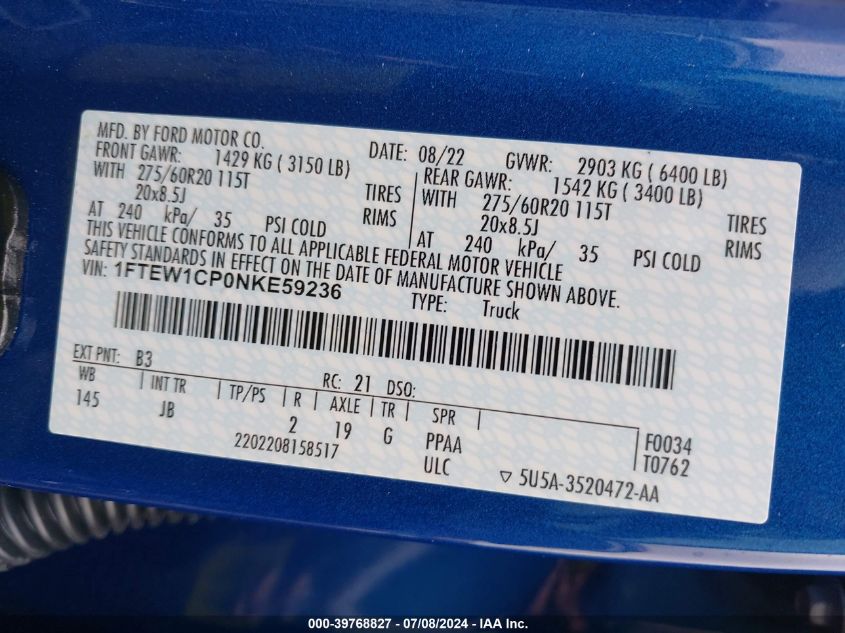 MFD. BY FORD MOTOR CO. DATE: 08/22 GVWR: 2903 KG ( 6400 LB)
FRONT GAWR: 1429 KG ( 3150 LB) REAR GAWR: 1542 KG ( 3400 LB)
WITH 275/60R20 115T TIRES WITH 275/60R20 115T TIRES
20x8.5J RIMS 20x8.5J RIMS
AT 240 kPa/ 35 PSI COLD AT 240 kPa/ 35 PSI COLD
THIS VEHICLE CONFORMS TO ALL APPLICABLE FEDERAL MOTOR VEHICLE
SAFETY STANDARDS IN EFFECT ON THE DATE OF MANUFACTURE SHOWN ABOVE.
VIN: 1FTEW1CP0NKE59236 TYPE: Truck
EXT PNT: B3 RC: 21 DSO:
WB | INT TR | TP/PS | R | AXLE | TR | SPR
145 JB 2 19 G PPAA F0034
2202208158517 ULC T0762
▽ 5U5A-3520472-AA
000-39768827 - 07/08/2024 - IAA Inc.